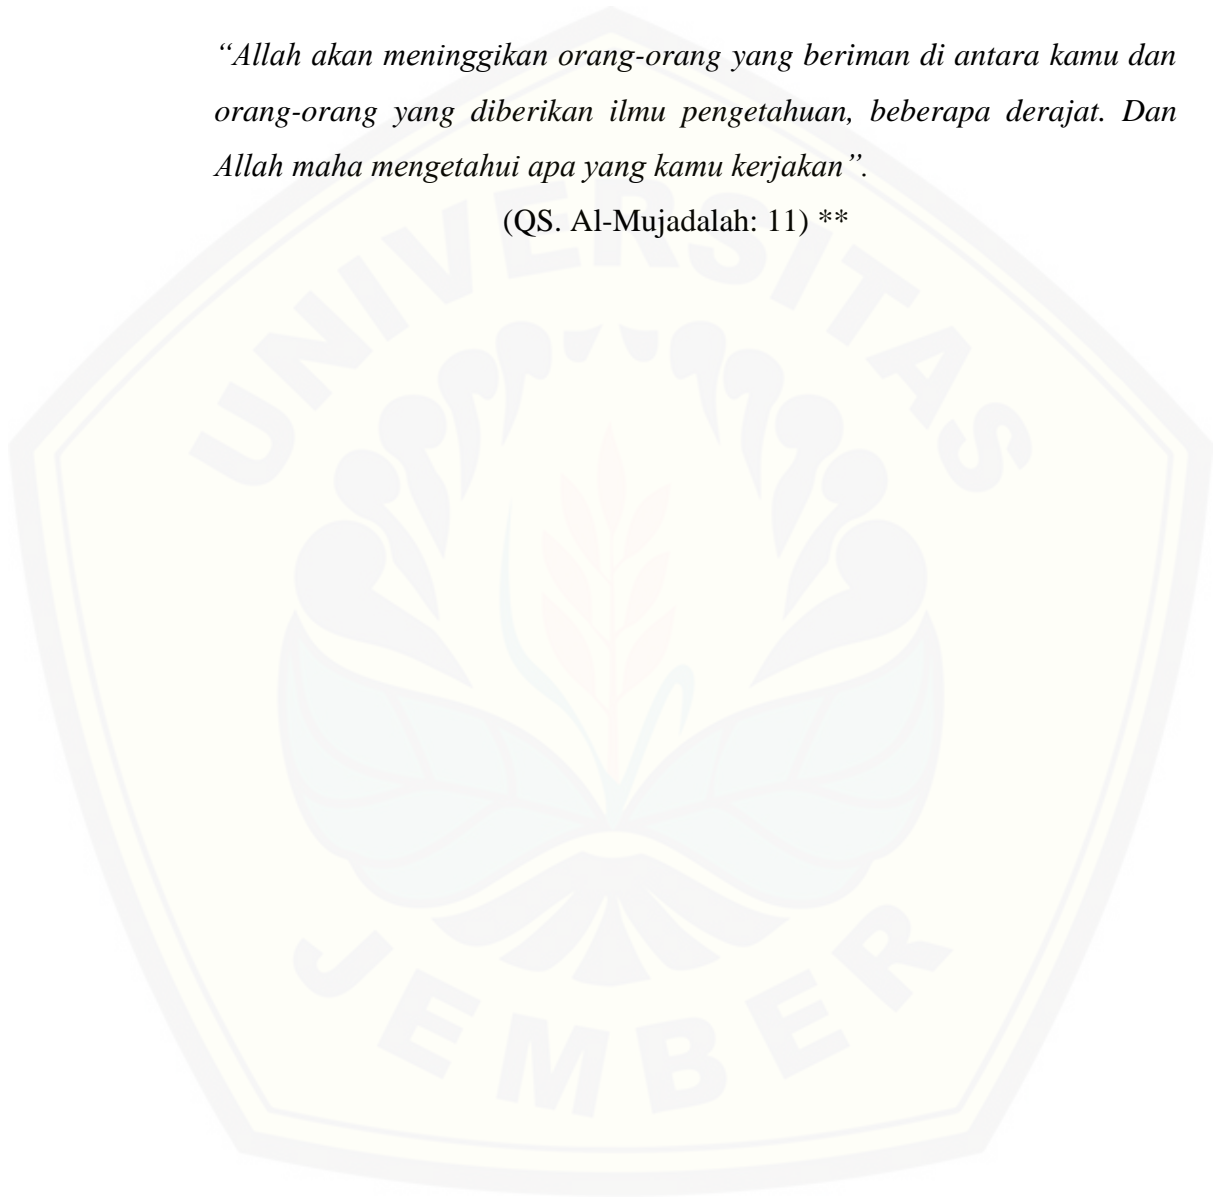 “Allah akan meninggikan orang-orang yang beriman di antara kamu dan
orang-orang yang diberikan ilmu pengetahuan, beberapa derajat. Dan
Allah maha mengetahui apa yang kamu kerjakan”.
(QS. Al-Mujadalah: 11) **
UNIVERSITAS
JEMBER